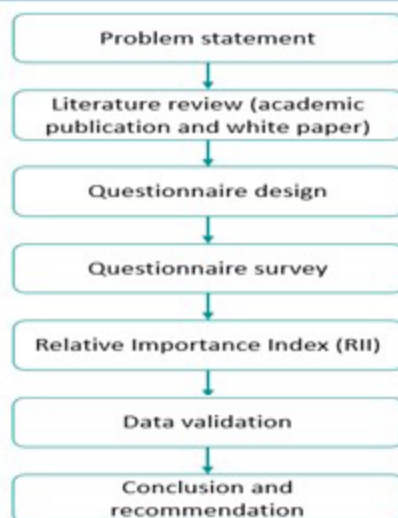 Problem statement
Literature review (academic
publication and white paper)
Questionnaire design
Questionnaire survey
Relative Importance Index (RII)
Data validation
Conclusion and
recommendation